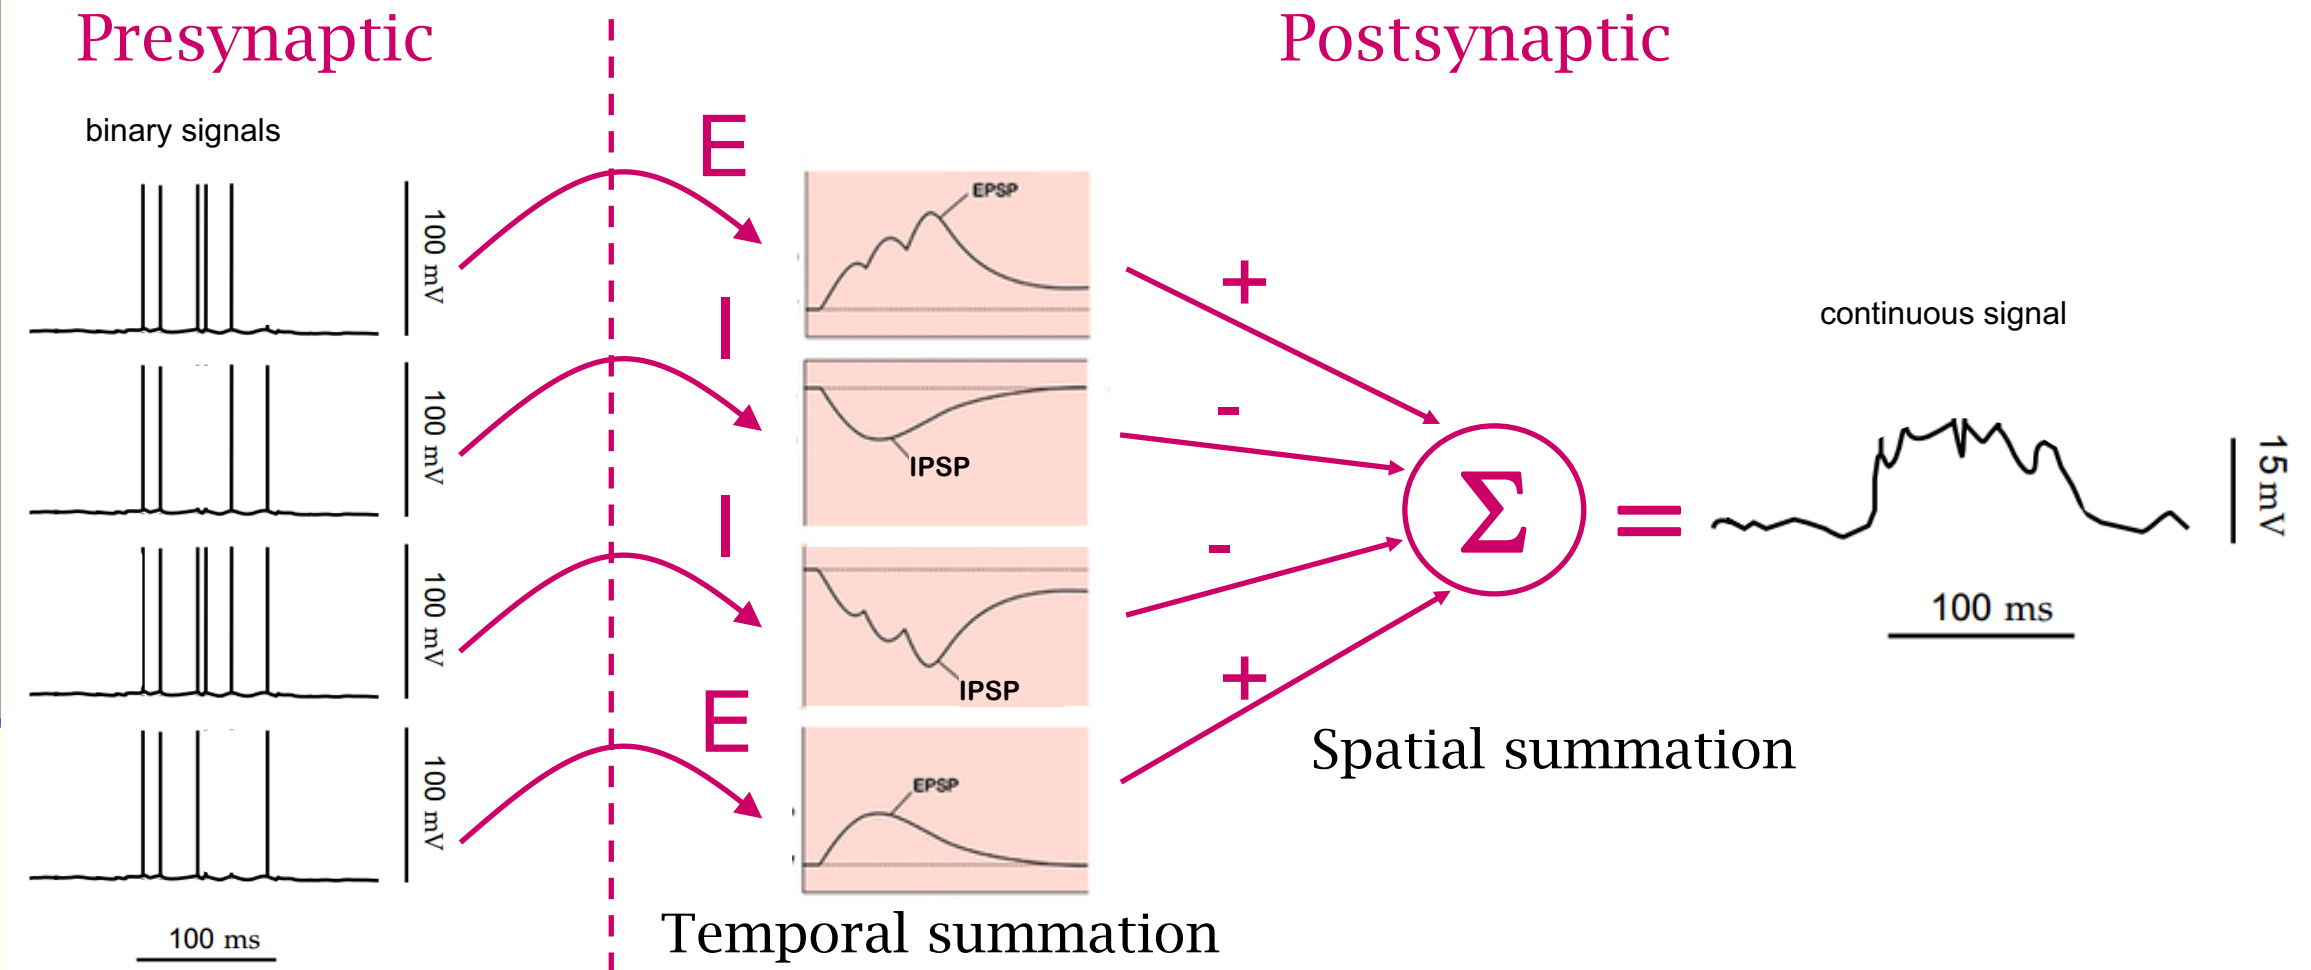 Presynaptic
Postsynaptic
binary signals
E
100 mV
EPSP
+
I
100 mV
IPSP
-
continuous signal
Σ
=
15 mV
I
100 mV
IPSP
-
100 ms
E
100 mV
EPSP
+
Spatial summation
Temporal summation
100 ms